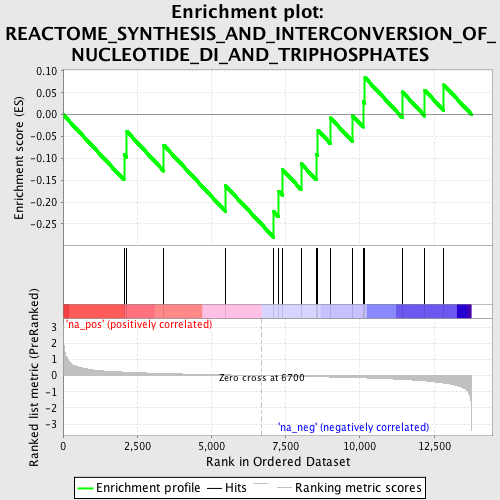 Enrichment plot:
REACTOME_SYNTHESIS_AND_INTERCONVERSION_OF_
NUCLEOTIDE_DI_AND_TRIPHOSPHATES
Enrichment score (ES)
0.10
0.05
0.00
-0.05
-0.10
-0.15
-0.20
-0.25
'na_pos' (positively correlated)
Ranked list metric (PreRanked)
3
2
1
0
-1
-2
-3
Zero cross at 6700
'na_neg' (negatively correlated)
0 2,500 5,000 7,500 10,000 12,500
Rank in Ordered Dataset
Enrichment profile Hits Ranking metric scores